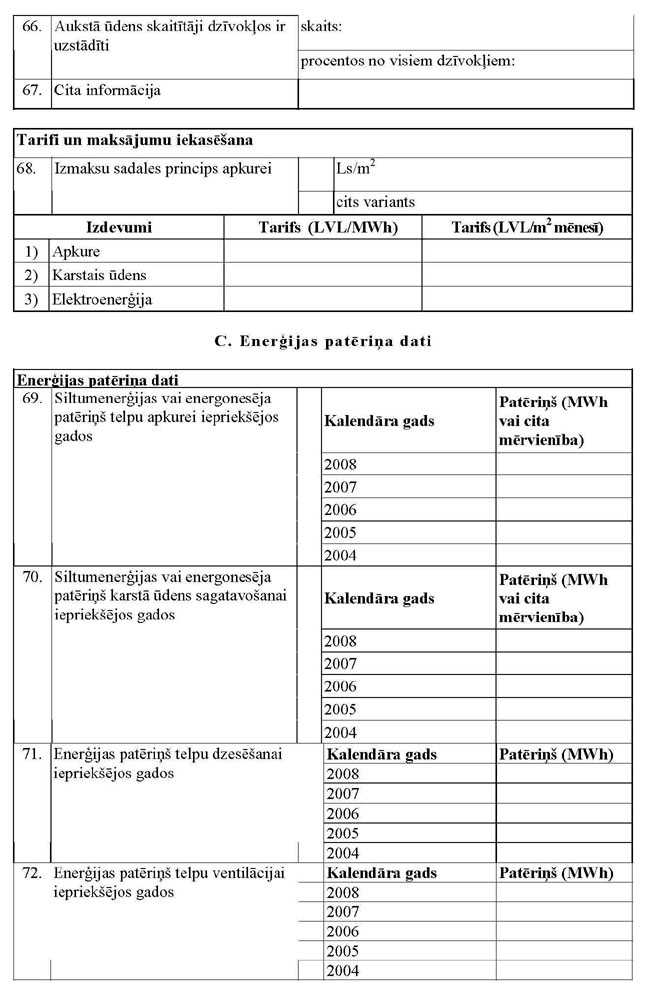 66. Aukstā ūdens skaitītāji dzīvokļos ir skaits:
uzstādīti
procentos no visiem dzīvokļiem:
67. Cita informācija
Tarifi un maksājumu iekasēšana
68. Izmaksu sadales princips apkurei Ls/m²
cits variants
Izdevumi Tarifs (LVL/MWh) Tarifs (LVL/m² mēnesī)
1) Apkure
2) Karstais ūdens
3) Elektroenerģija
C. Enerģijas patēriņa dati
Enerģijas patēriņa dati
69. Siltumenerģijas vai energonesēja
patēriņš telpu apkurei iepriekšējos
gados
Kalendāra gads
Patēriņš (MWh
vai cita
mērvienība)
2008
2007
2006
2005
2004
70. Siltumenerģijas vai energonesēja
patēriņš karstā ūdens sagatavošanai
iepriekšējos gados
Kalendāra gads
Patēriņš (MWh
vai cita
mērvienība)
2008
2007
2006
2005
2004
71. Enerģijas patēriņš telpu dzesēšanai
iepriekšējos gados
Kalendāra gads Patēriņš (MWh)
2008
2007
2006
2005
2004
72. Enerģijas patēriņš telpu ventilācijai
iepriekšējos gados
Kalendāra gads Patēriņš (MWh)
2008
2007
2006
2005
2004